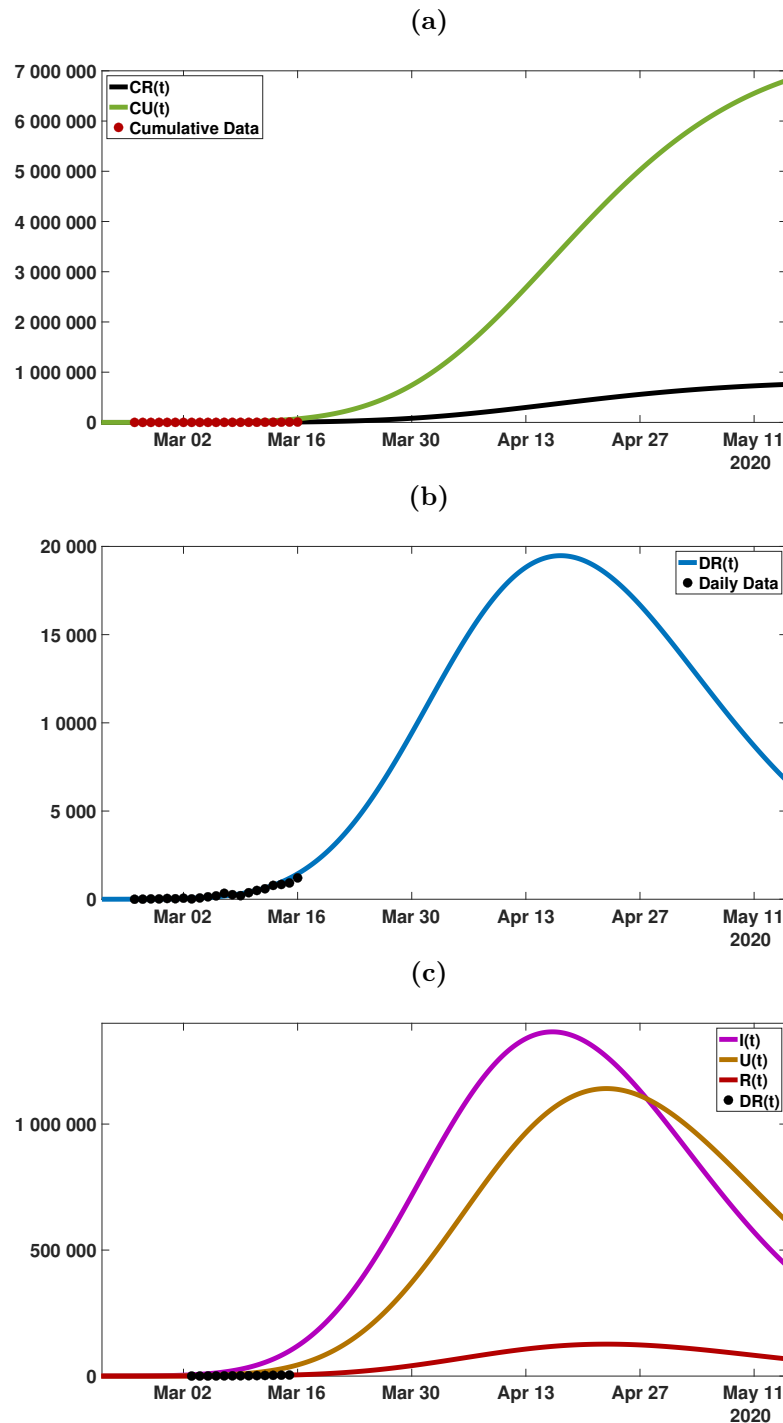 (a)
7 000 000
CR(t)
CU(t)
6 000 000
Cumulative Data
5 000 000
4 000 000
3 000 000
2 000 000
1 000 000
0
Mar 02 Mar 16 Mar 30 Apr 13 Apr 27 May 11
2020
(b)
20 000
DR(t)
Daily Data
15 000
1 0000
5 000
0
Mar 02 Mar 16 Mar 30 Apr 13 Apr 27 May 11
2020
(c)
I(t)
U(t)
R(t)
DR(t)
1 000 000
500 000
0
Mar 02 Mar 16 Mar 30 Apr 13 Apr 27 May 11
2020